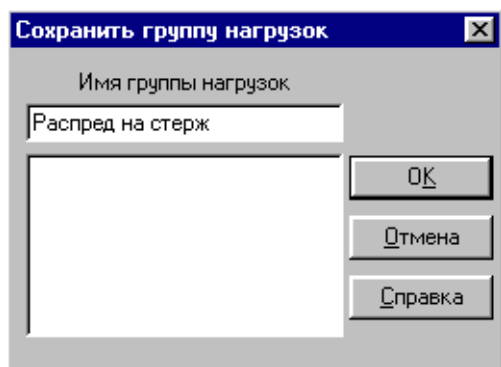 Сохранить группу нагрузок
Имя группы нагрузок
Распред на стерж
OK
Отмена
Справка